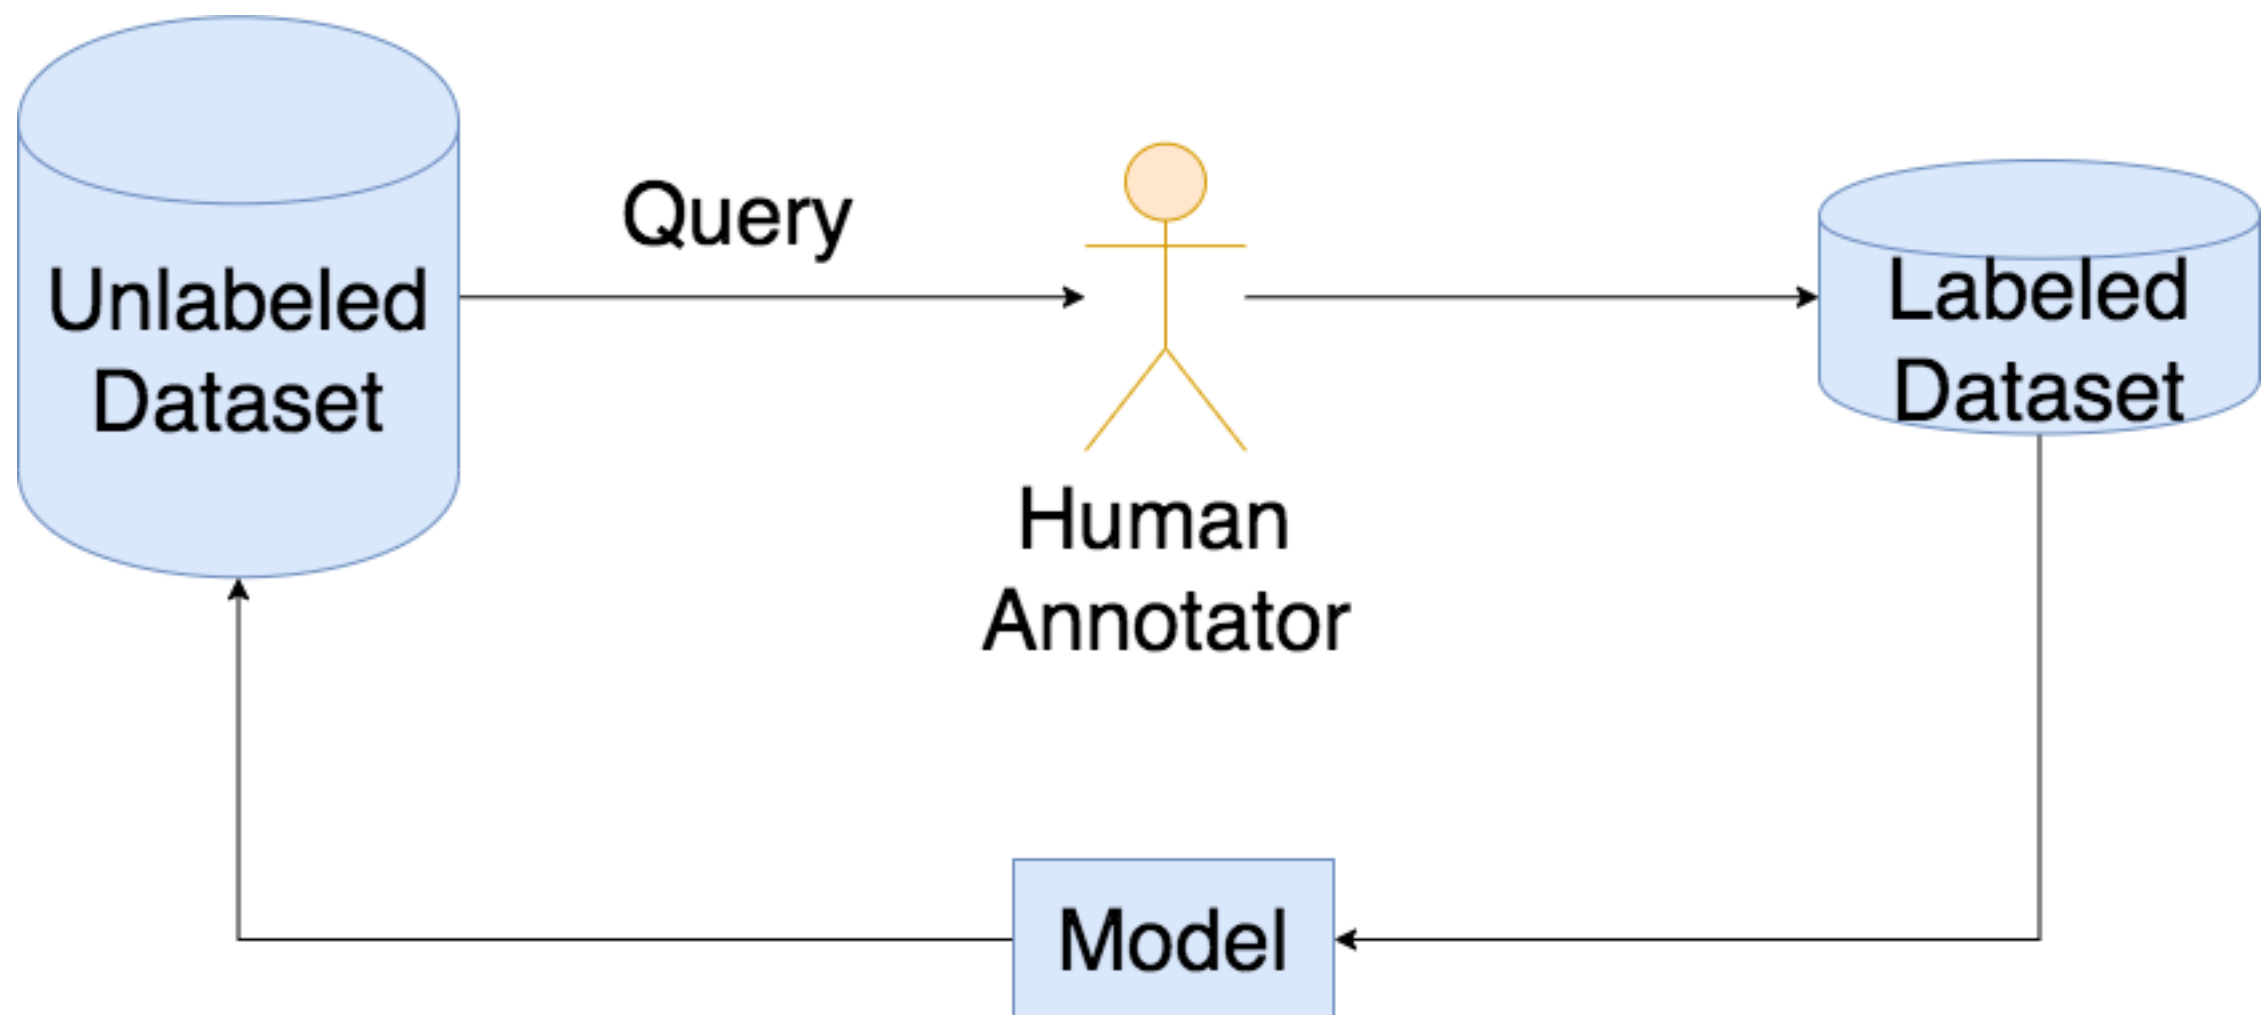 Query
Unlabeled
Dataset
Labeled
Dataset
Human
Annotator
Model